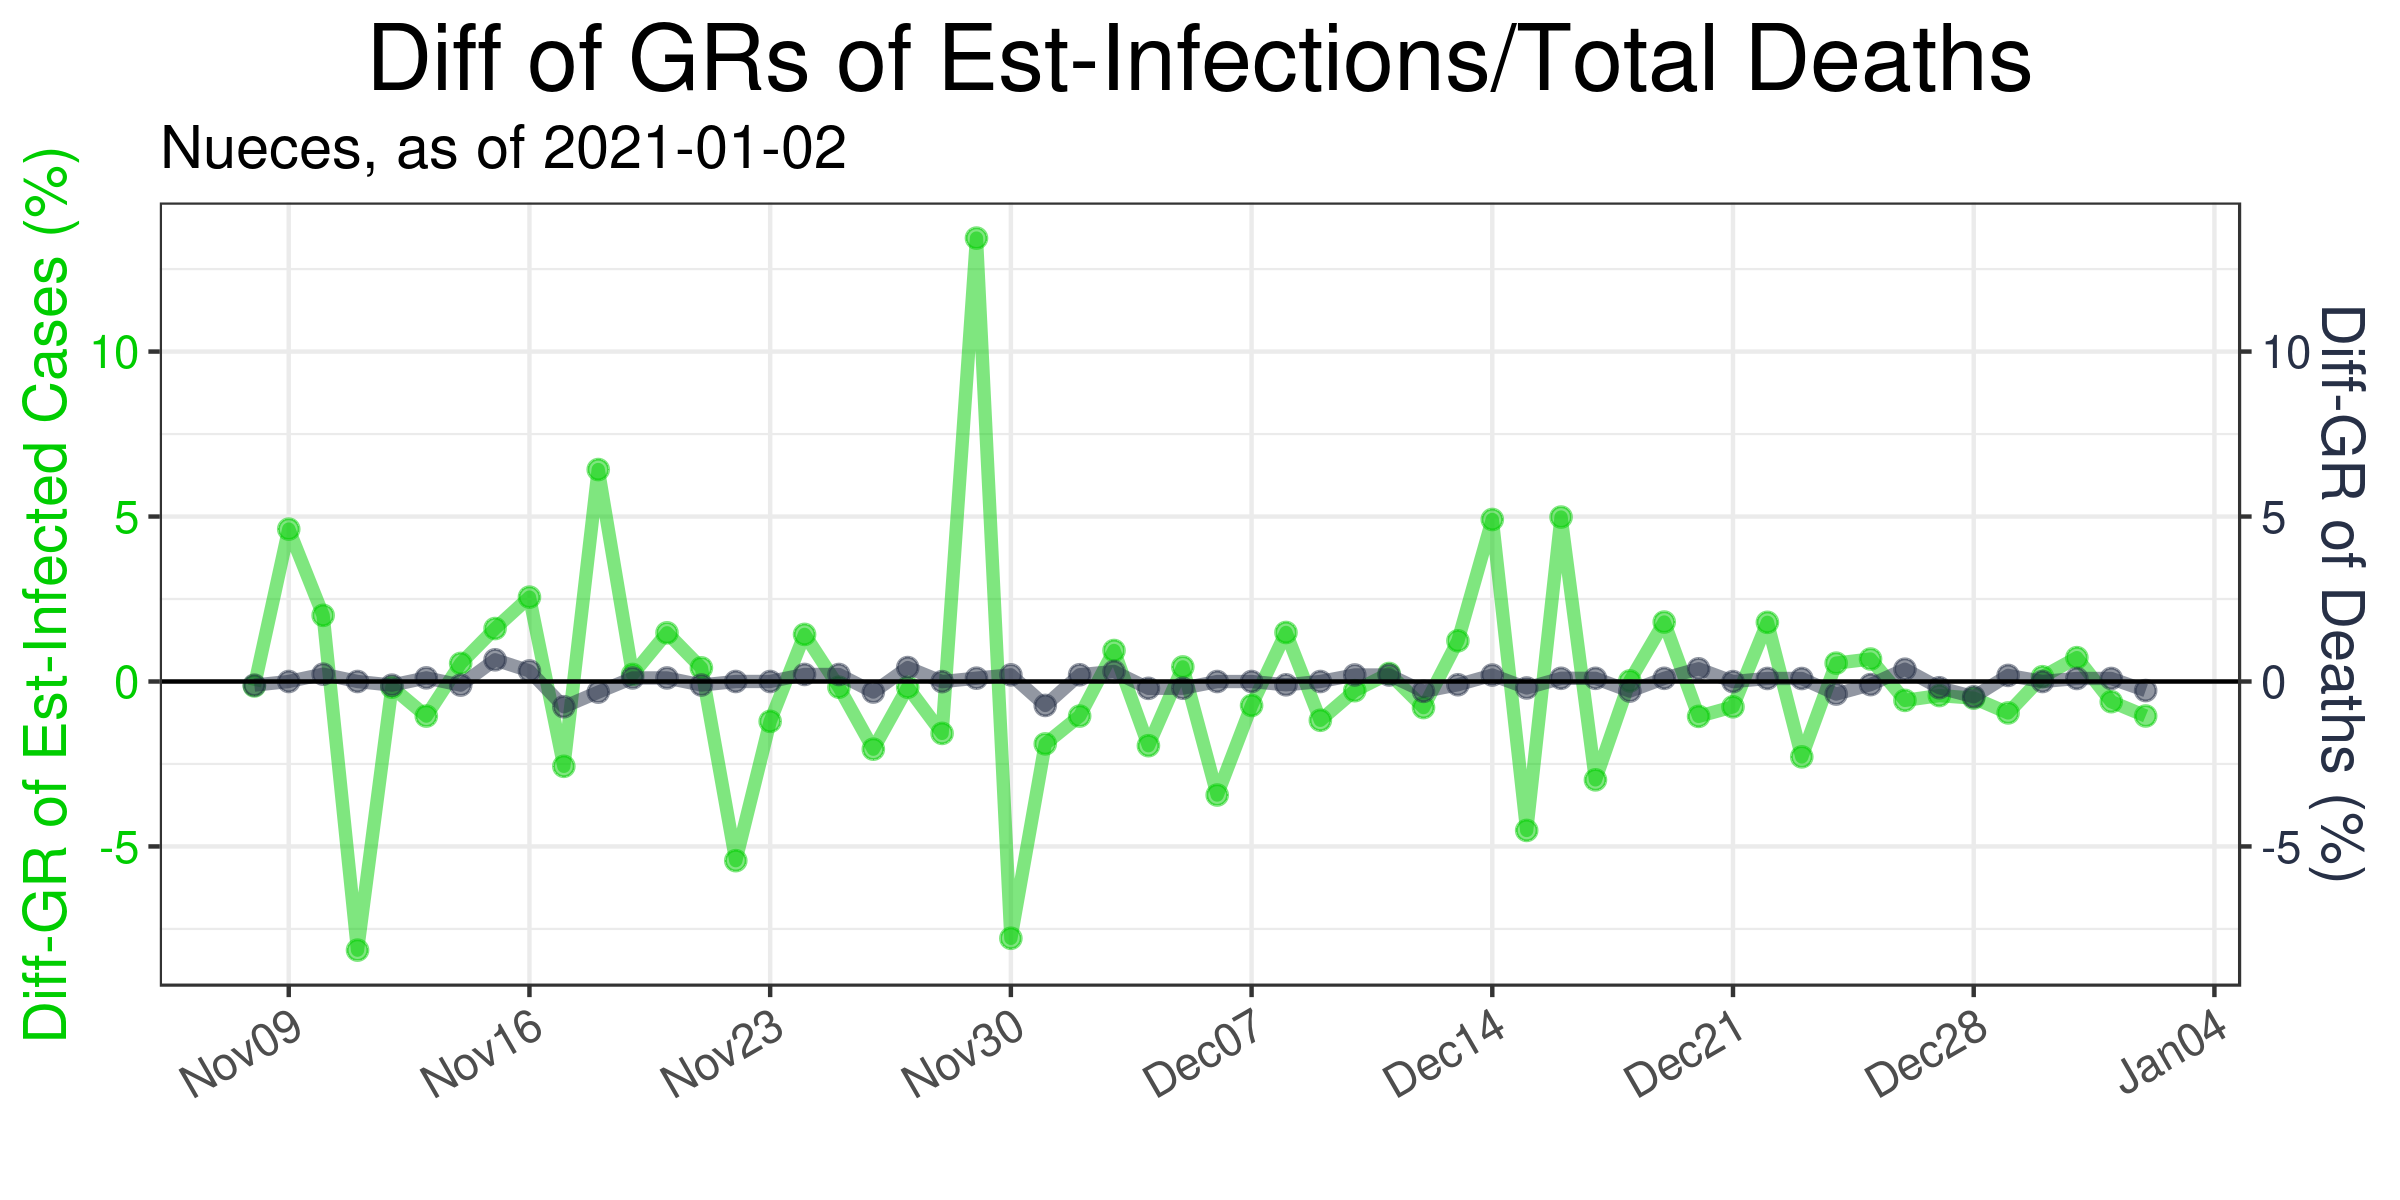 Diff of GRs of Est-Infections/Total Deaths
Nueces, as of 2021-01-02
Diff-GR of Est-Infected Cases (%)
10
5
0
-5
10
5
0
-5
Diff-GR of Deaths (%)
Nov09
Nov16
Nov23
Nov30
Dec07
Dec14
Dec21
Dec28
Jan04